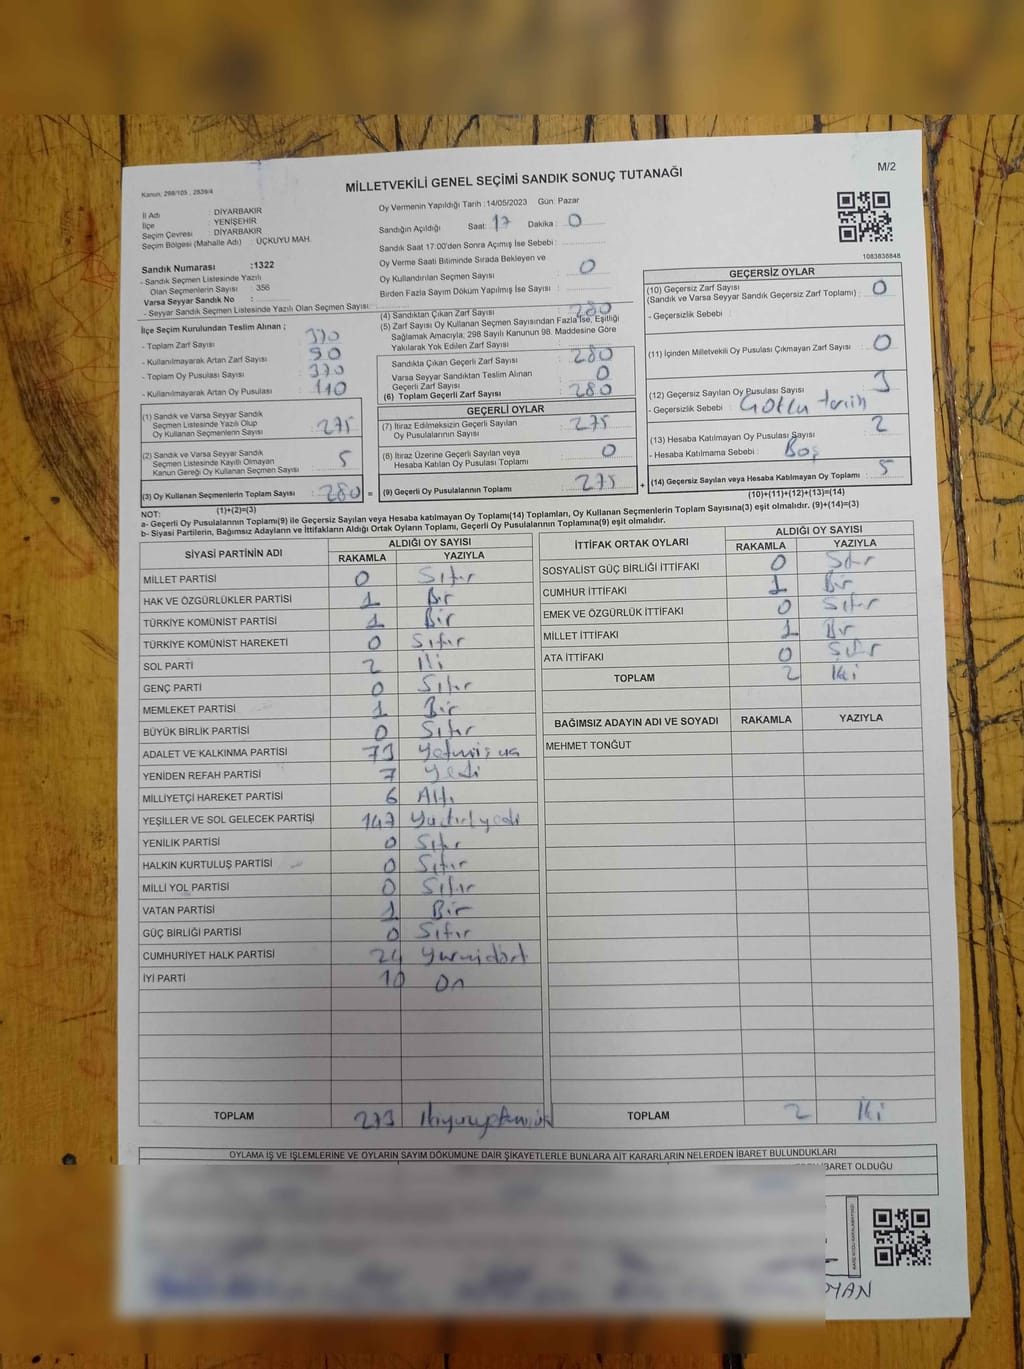 Kanun, 298/105 , 2839/4
MİLLETVEKİLİ GENEL SEÇİMİ SANDIK SONUÇ TUTANAĞI
M/2
İl Adı : DİYARBAKIR
İlçe : YENİŞEHİR
Seçim Çevresi : DİYARBAKIR
Seçim Bölgesi (Mahalle Adı) ÜÇKUYU MAH.
Sandık Numarası :1322
- Sandık Seçmen Listesinde Yazılı
Olan Seçmenlerin Sayısı : 356
Varsa Seyyar Sandık No :
- Seyyar Sandık Seçmen Listesinde Yazılı Olan Seçmen Sayısı :
Oy Vermenin Yapıldığı Tarih : 14/05/2023 Gün Pazar
Sandığın Açıldığı Saat : 17 Dakika : 0
Sandık Saat 17:00'den Sonra Açımış İse Sebebi :
Oy Verme Saati Bitiminde Sırada Bekleyen ve
Oy Kullandırılan Seçmen Sayısı : 0
Birden Fazla Sayım Döküm Yapılmış İse Sayısı :
1083838848
İlçe Seçim Kurulundan Teslim Alınan ;
- Toplam Zarf Sayısı : 370
- Kullanılmayarak Artan Zarf Sayısı : 90
- Toplam Oy Pusulası Sayısı : 370
- Kullanılmayarak Artan Oy Pusulası : 110
(1) Sandık ve Varsa Seyyar Sandık
Seçmen Listesinde Yazılı Olup
Oy Kullanan Seçmenlerin Sayısı : 275
(2) Sandık ve Varsa Seyyar Sandık
Seçmen Listesinde Kayıtlı Olmayan
Kanun Gereği Oy Kullanan Seçmen Sayısı : 5
(3) Oy Kullanan Seçmenlerin Toplam Sayısı : 280 =
(1)+(2)=(3)
(4) Sandıktan Çıkan Zarf Sayısı : 280
(5) Zarf Sayısı Oy Kullanan Seçmen Sayısından Fazla İse, Eşitliği
Sağlamak Amacıyla, 298 Sayılı Kanunun 98. Maddesine Göre
Yakılarak Yok Edilen Zarf Sayısı :
Sandıkta Çıkan Geçerli Zarf Sayısı : 280
Varsa Seyyar Sandıktan Teslim Alınan
Geçerli Zarf Sayısı : 0
(6) Toplam Geçerli Zarf Sayısı : 280
GEÇERLİ OYLAR
(7) İtiraz Edilmeksizin Geçerli Sayılan
Oy Pusulalarının Sayısı : 275
(8) İtiraz Üzerine Geçerli Sayılan veya
Hesaba Katılan Oy Pusulası Toplamı : 0
(9) Geçerli Oy Pusulalarının Toplamı : 275 +
GEÇERSİZ OYLAR
(10) Geçersiz Zarf Sayısı
(Sandık ve Varsa Seyyar Sandık Geçersiz Zarf Toplamı) : 0
- Geçersizlik Sebebi :
(11) İçinden Milletvekili Oy Pusulası Çıkmayan Zarf Sayısı : 0
(12) Geçersiz Sayılan Oy Pusulası Sayısı : 3
- Geçersizlik Sebebi :
(13) Hesaba Katılmayan Oy Pusulası Sayısı : 2
- Hesaba Katılmama Sebebi : Boş
(14) Geçersiz Sayılan veya Hesaba Katılmayan Oy Toplamı : 5
(10)+(11)+(12)+(13)=(14)
NOT:
a- Geçerli Oy Pusulaları Toplamı(9) ile Geçersiz Sayılan veya Hesaba katılmayan Oy Toplamı(14) Toplamları, Oy Kullanan Seçmenlerin Toplam Sayısına(3) eşit olmalıdır. (9)+(14)=(3)
b- Siyasi Partilerin, Bağımsız Adayların ve İttifakların Aldığı Oyların Toplamı, Geçerli Oy Pusulalarının Toplamına(9) eşit olmalıdır.
SİYASİ PARTİNİN ADI ALDIĞI OY SAYISI
RAKAMLA YAZIYLA
MİLLET PARTİSİ 0 Sıfır
HAK VE ÖZGÜRLÜKLER PARTİSİ 1 Bir
TÜRKİYE KOMÜNİST PARTİSİ 1 Bir
TÜRKİYE KOMÜNİST HAREKETİ 0 Sıfır
SOL PARTİ 2 İki
GENÇ PARTİ 0 Sıfır
MEMLEKET PARTİSİ 1 Bir
BÜYÜK BİRLİK PARTİSİ 0 Sıfır
ADALET VE KALKINMA PARTİSİ 73 Yetmiş üç
YENİDEN REFAH PARTİSİ 7 Yedi
MİLLİYETÇİ HAREKET PARTİSİ 6 Altı
YEŞİLLER VE SOL GELECEK PARTİSİ 147 Yüzkırkyedi
YENİLİK PARTİSİ 0 Sıfır
HALKIN KURTULUŞ PARTİSİ 0 Sıfır
MİLLİ YOL PARTİSİ 0 Sıfır
VATAN PARTİSİ 1 Bir
GÜÇ BİRLİĞİ PARTİSİ 0 Sıfır
CUMHURİYET HALK PARTİSİ 24 Yirmidört
İYİ PARTİ 10 On
TOPLAM 273 İkiyüzyetmişüç
İTTİFAK ORTAK OYLARI ALDIĞI OY SAYISI
RAKAMLA YAZIYLA
SOSYALİST GÜÇ BİRLİĞİ İTTİFAKI 0 Sıfır
CUMHUR İTTİFAKI 1 Bir
EMEK VE ÖZGÜRLÜK İTTİFAKI 0 Sıfır
MİLLET İTTİFAKI 1 Bir
ATA İTTİFAKI 0 Sıfır
TOPLAM 2 İki
BAĞIMSIZ ADAYIN ADI VE SOYADI RAKAMLA YAZIYLA
MEHMET TONĞUT
TOPLAM 2 İki
OYLAMA İŞ VE İŞLEMLERİNE VE OYLARIN SAYIM DÖKÜMÜNE DAİR ŞİKAYETLERLE BUNLARA AİT KARARLARIN NELERDEN İBARET BULUNDUKLARI
İBARET OLDUĞU